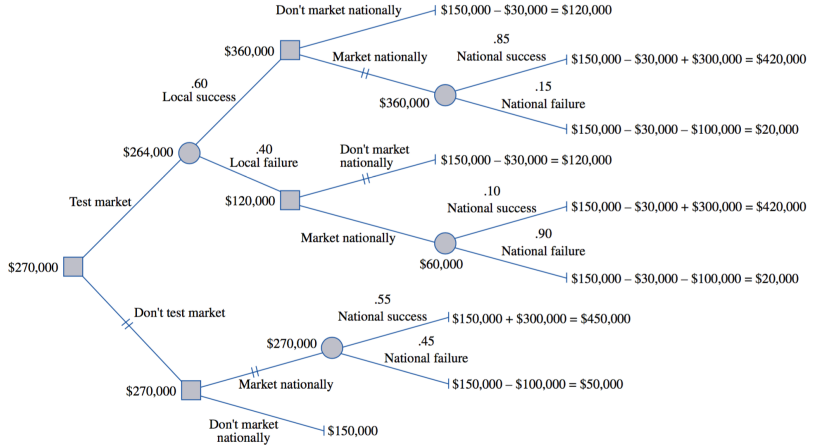 Don't market nationally
$150,000 – $30,000 = $120,000
$360,000
Market nationally
.85
National success
$150,000 – $30,000 + $300,000 = $420,000
.60
Local success
$360,000
.15
National failure
$150,000 – $30,000 – $100,000 = $20,000
$264,000
.40
Local failure
Don't market
nationally
$150,000 – $30,000 = $120,000
Test market
$120,000
.10
National success
$150,000 – $30,000 + $300,000 = $420,000
Market nationally
.90
National failure
$60,000
$150,000 – $30,000 – $100,000 = $20,000
$270,000
Don't test market
.55
National success
$150,000 + $300,000 = $450,000
$270,000
.45
National failure
$150,000 – $100,000 = $50,000
$270,000
Market nationally
Don't market
nationally
$150,000